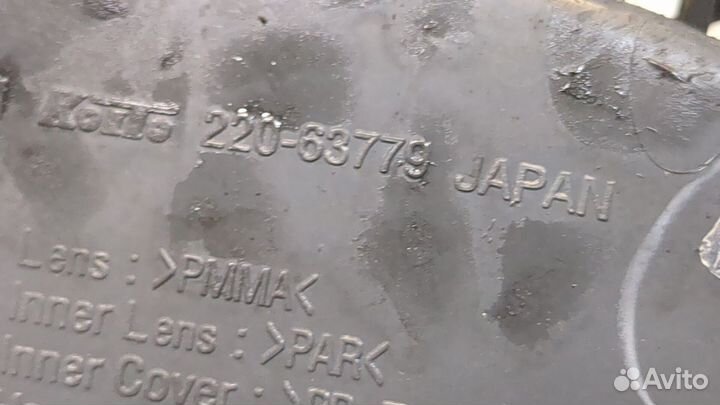 Koito 220-63779 JAPAN
Lens : >PMMA<
Inner Lens : >PAR<
Inner Cover :
Avito